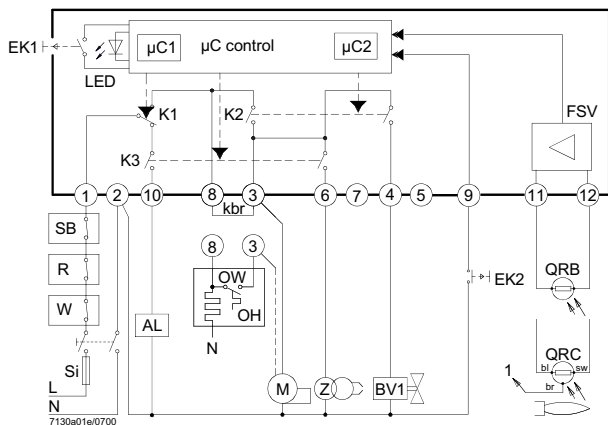 EK1
LED
µC1
µC control
µC2
FSV
K1
K2
K3
1
2
10
8
3
6
7
4
5
9
11
12
kbr
SB
R
W
Si
L
N
7130a01e/0700
AL
8
3
OW
OH
N
M
Z
BV1
EK2
QRB
QRC
bl
sw
br
1